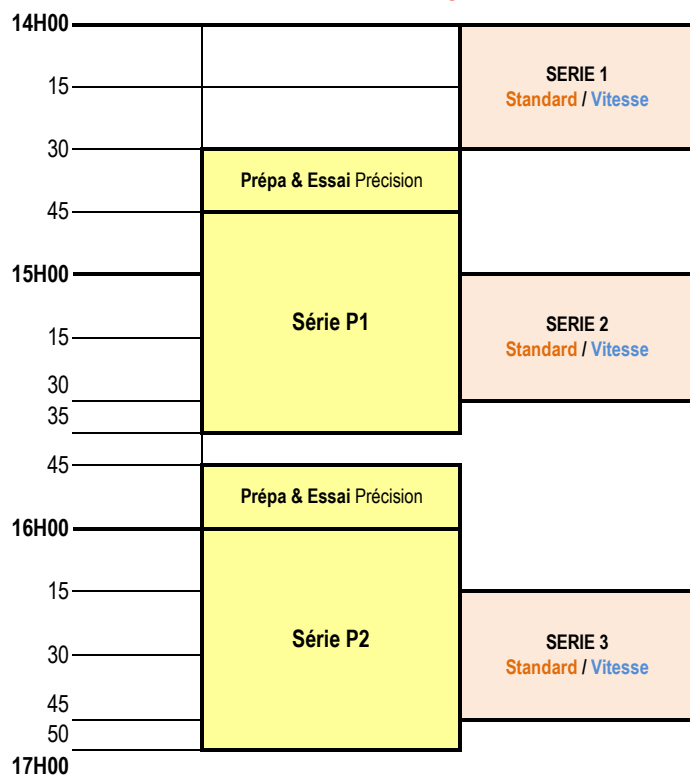 14H00
SERIE 1
15
Standard / Vitesse
30
Prépa & Essai Précision
45
15H00
Série P1
SERIE 2
15
Standard / Vitesse
30
35
45
Prépa & Essai Précision
16H00
15
Série P2
SERIE 3
30
Standard / Vitesse
45
50
17H00